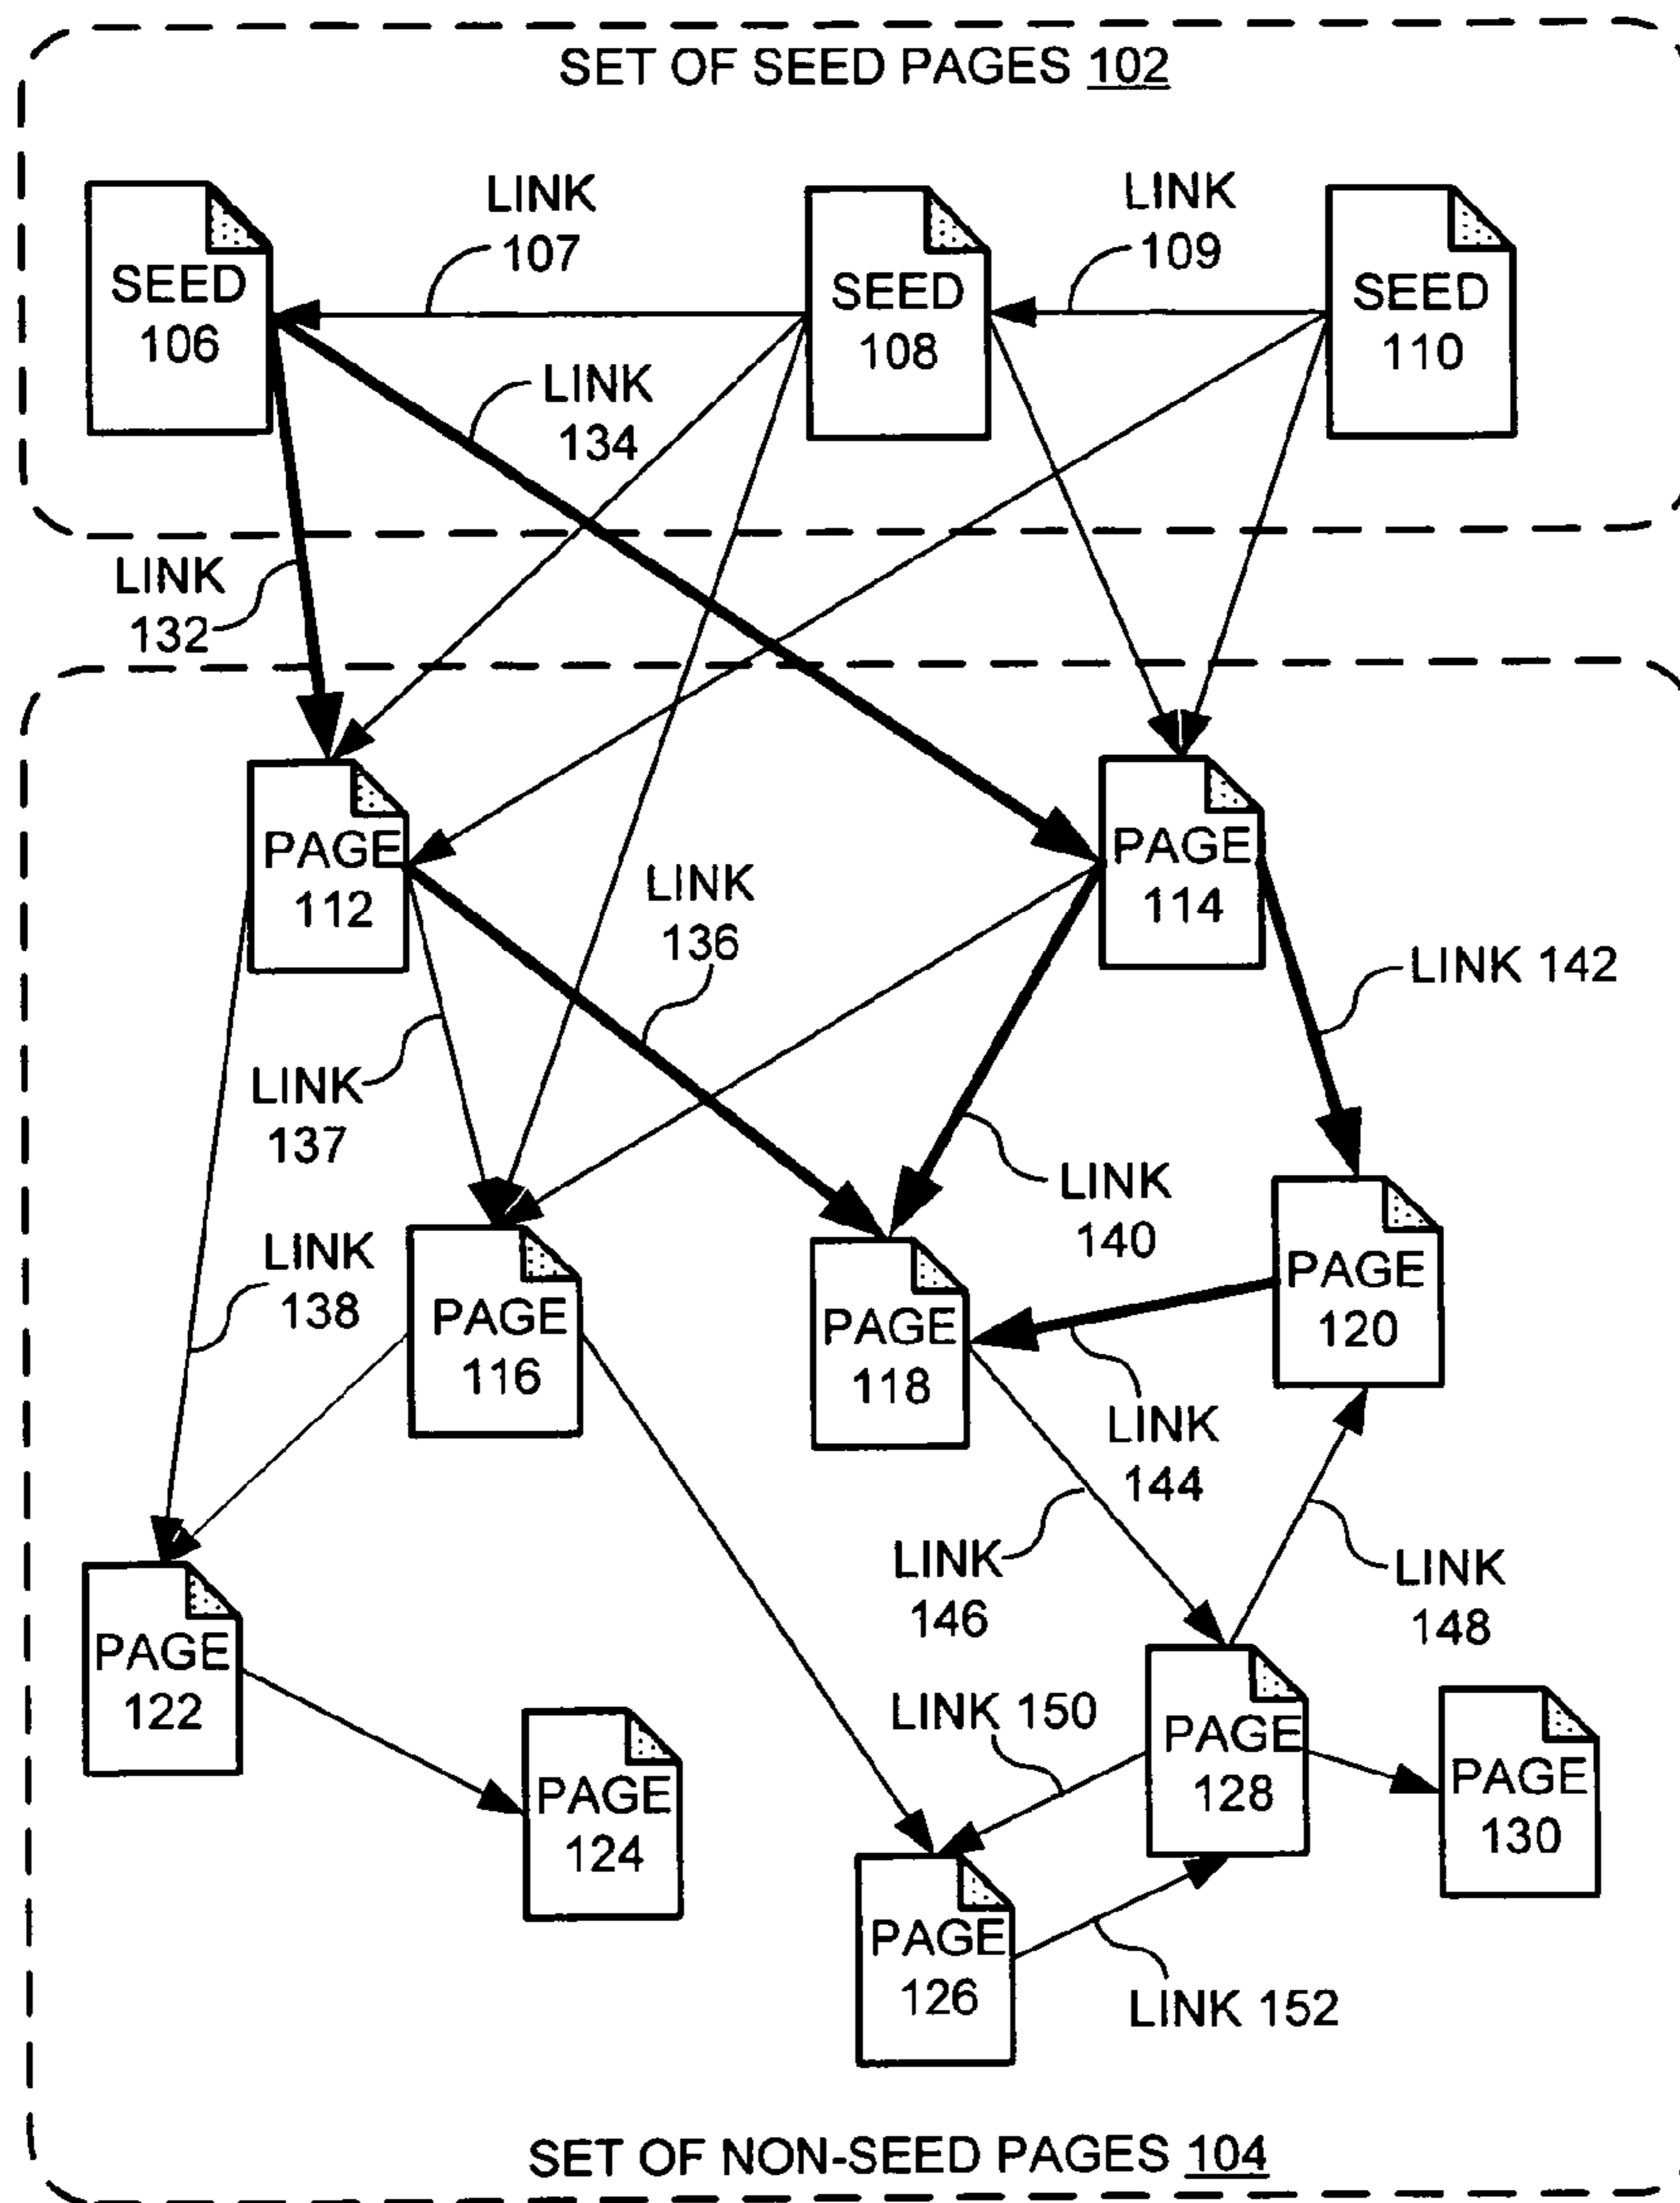 SET OF SEED PAGES 102
LINK
107
LINK
109
SEED
106
SEED
108
SEED
110
LINK
134
LINK
132
PAGE
112
PAGE
114
LINK
136
LINK 142
LINK
137
LINK
140
LINK
138
PAGE
116
PAGE
118
PAGE
120
LINK
144
LINK
146
LINK
148
PAGE
122
PAGE
124
LINK 150
PAGE
128
PAGE
130
PAGE
126
LINK 152
SET OF NON-SEED PAGES 104